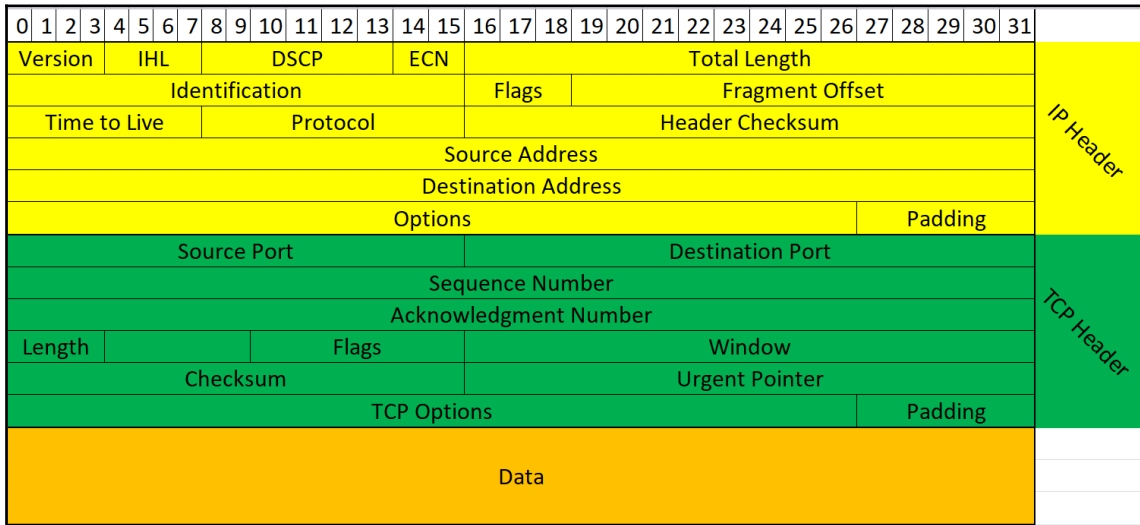 0 1 2 3 4 5 6 7 8 9 10 11 12 13 14 15 16 17 18 19 20 21 22 23 24 25 26 27 28 29 30 31
Version IHL DSCP ECN Total Length
Identification Flags Fragment Offset
Time to Live Protocol Header Checksum
Source Address
Destination Address
Options Padding
IP Header
Source Port Destination Port
Sequence Number
Acknowledgment Number
Length Flags Window
Checksum Urgent Pointer
TCP Options Padding
TCP Header
Data